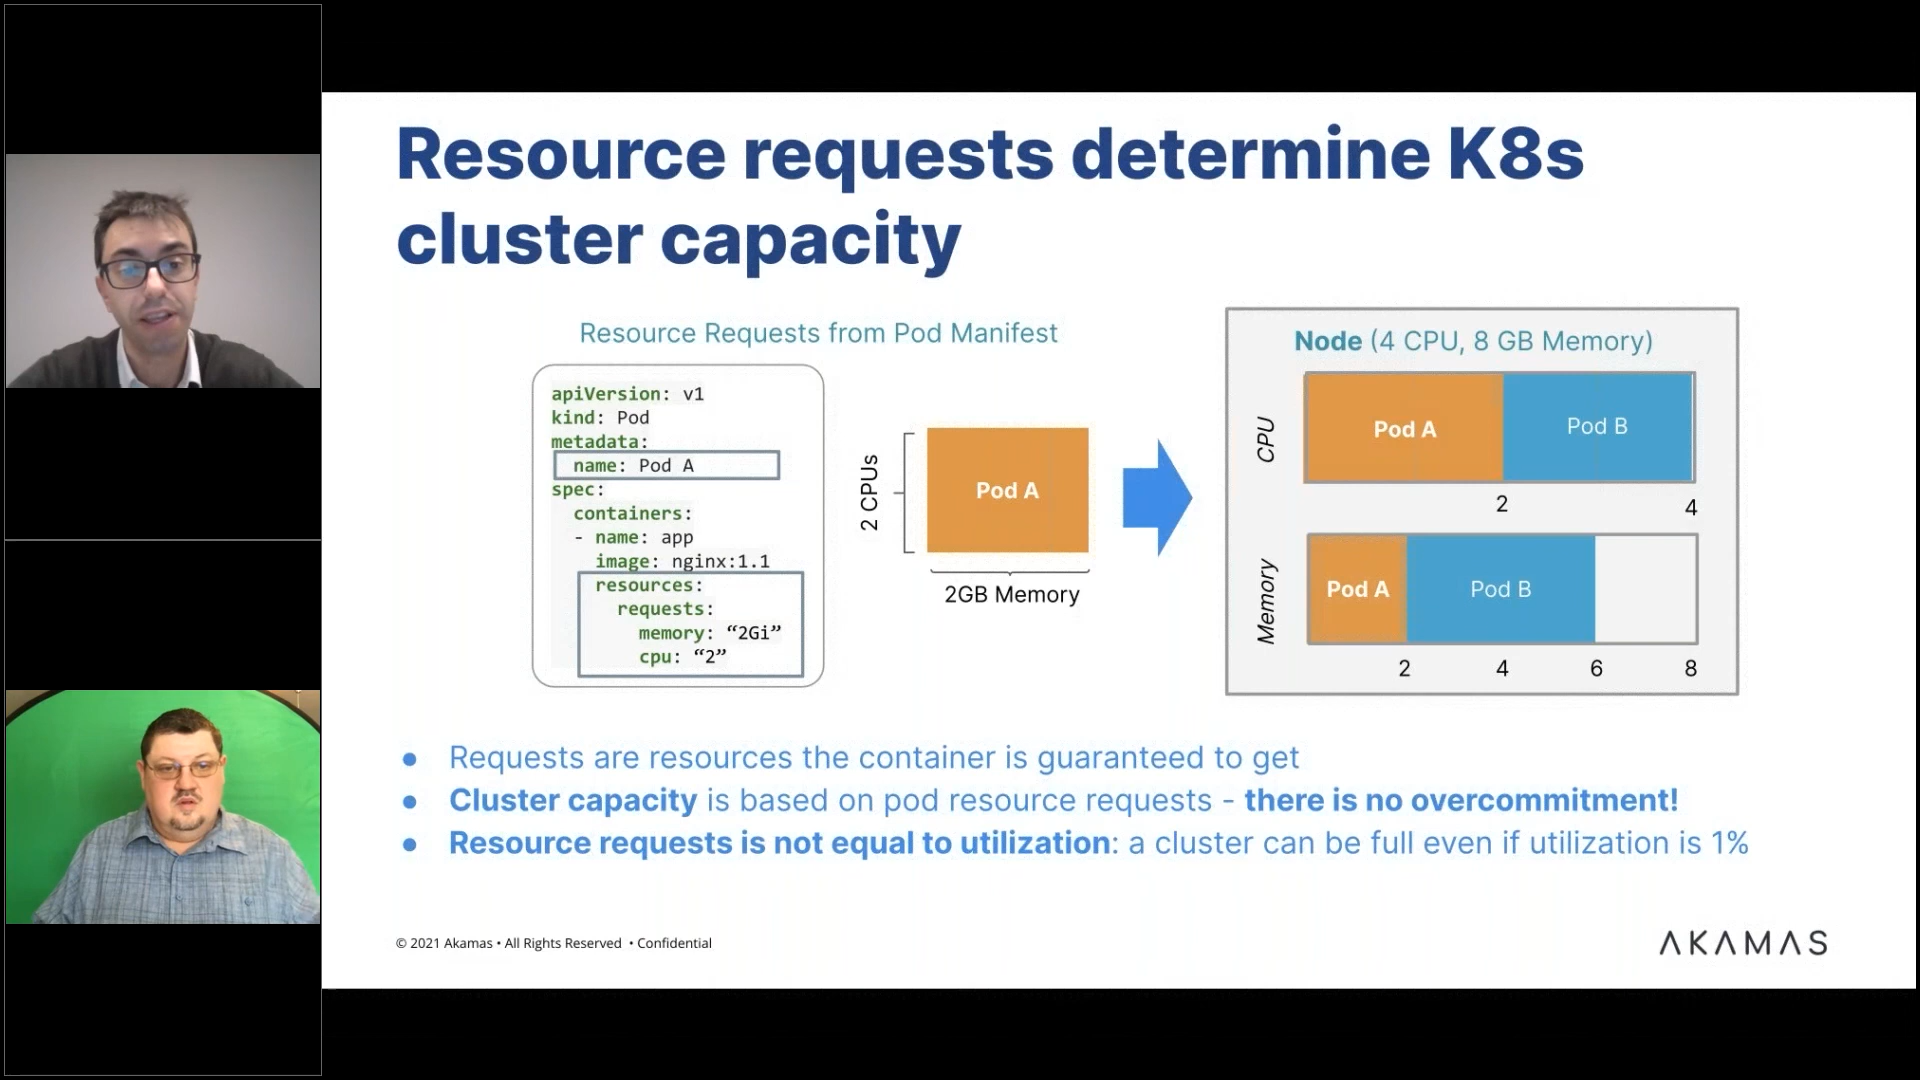 Resource requests determine K8s
cluster capacity
Resource Requests from Pod Manifest
apiVersion: v1
kind: Pod
metadata:
name: Pod A
spec:
containers:
- name: app
image: nginx:1.1
resources:
requests:
memory: “2Gi”
cpu: “2”
2 CPUs
Pod A
2GB Memory
Node (4 CPU, 8 GB Memory)
CPU
Pod A
Pod B
2
4
Memory
Pod A
Pod B
2
4
6
8
● Requests are resources the container is guaranteed to get
● Cluster capacity is based on pod resource requests - there is no overcommitment!
● Resource requests is not equal to utilization: a cluster can be full even if utilization is 1%
© 2021 Akamas • All Rights Reserved • Confidential
AKAMAS